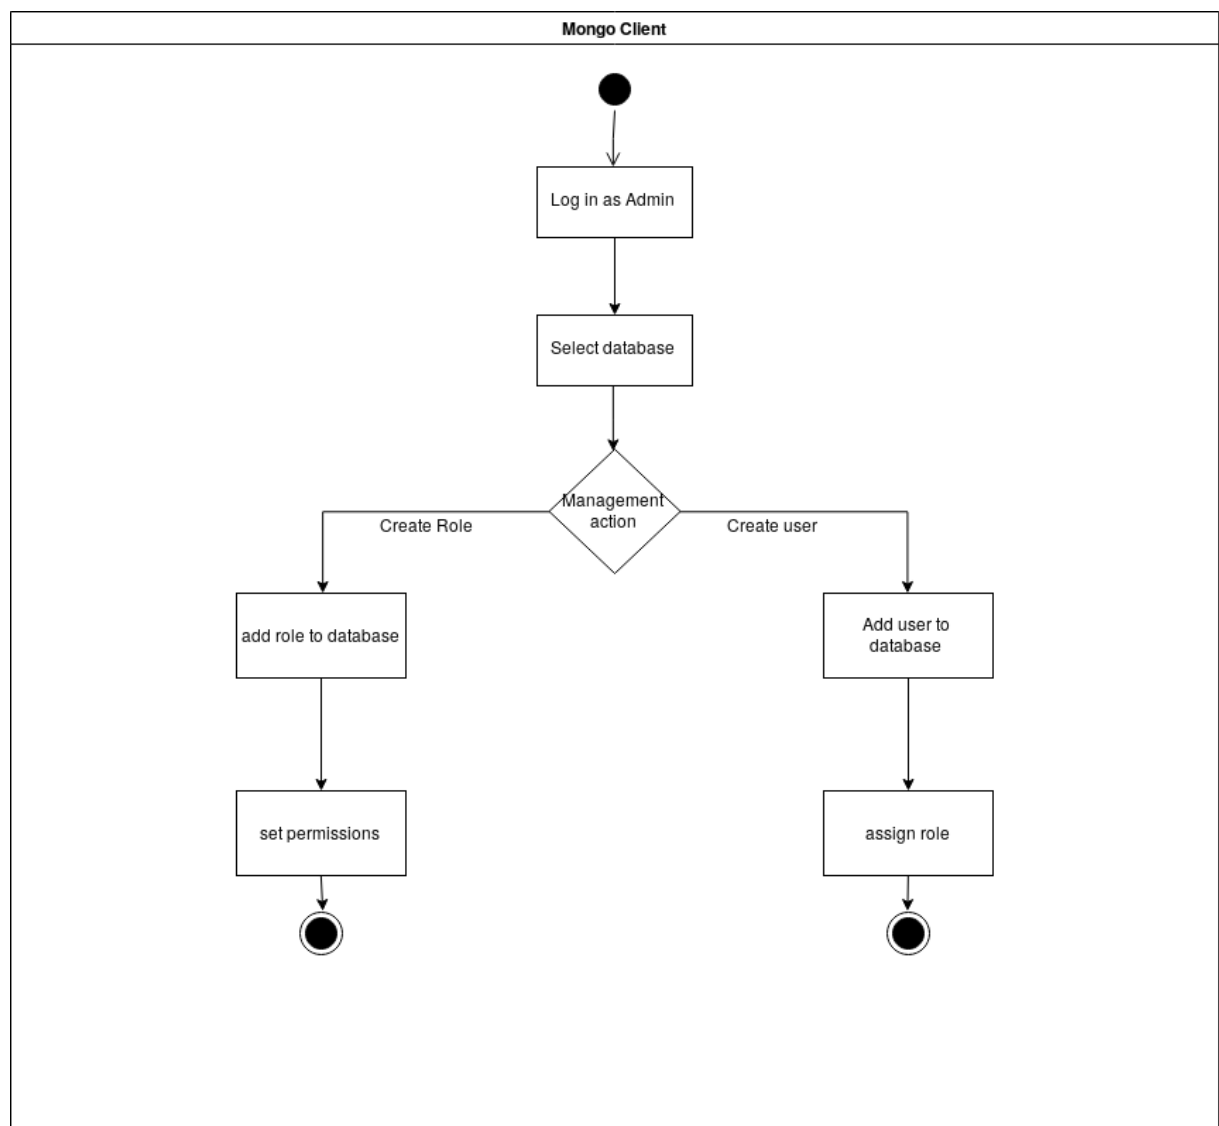 Mongo Client
Log in as Admin
Select database
Management
action
Create Role
Create user
add role to database
Add user to
database
set permissions
assign role